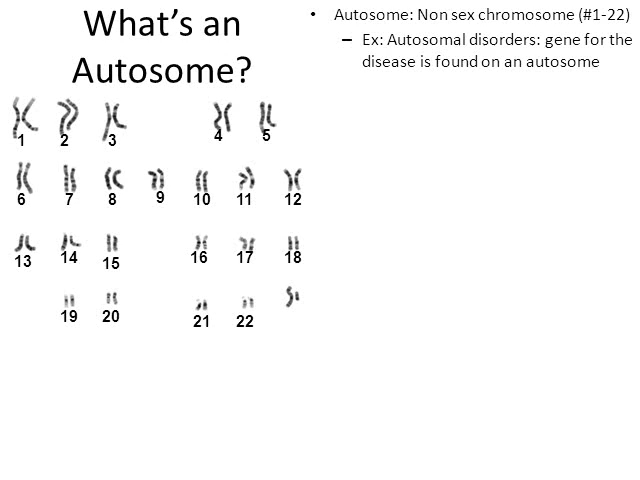 What's an
Autosome?
• Autosome: Non sex chromosome (#1-22)
– Ex: Autosomal disorders: gene for the
disease is found on an autosome
1 2 3 4 5
6 7 8 9 10 11 12
13 14 15 16 17 18
19 20 21 22